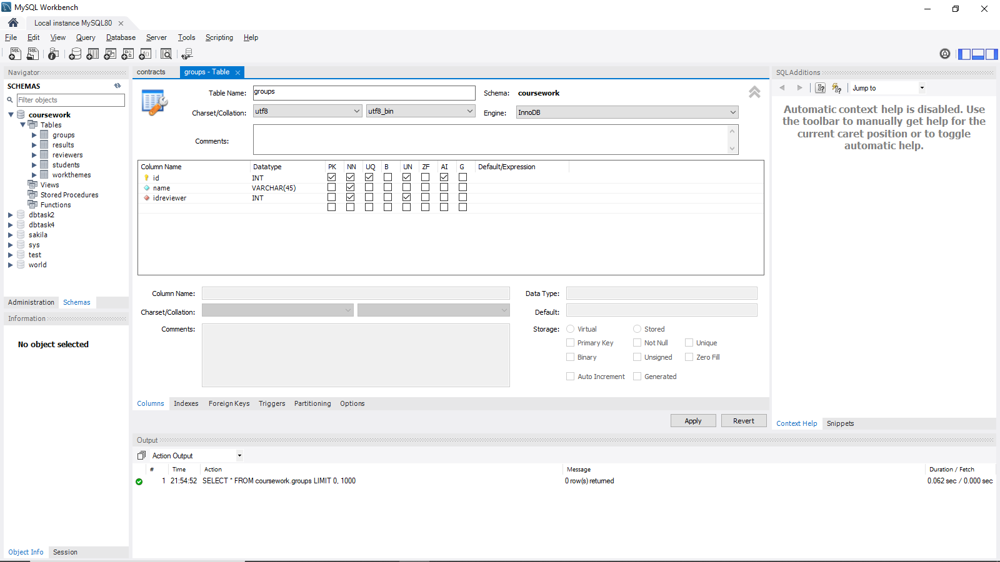 MySQL Workbench
Local instance MySQL80
File Edit View Query Database Server Tools Scripting Help
Navigator
SCHEMAS
Filter objects
coursework
Tables
groups
results
reviewers
students
workthemes
Views
Stored Procedures
Functions
dbtask2
dbtask4
sakila
sys
test
world
Administration Schemas
Information
No object selected
Object Info Session
contracts groups - Table
Table Name: groups Schema: coursework
Charset/Collation: utf8 utf8_bin Engine: InnoDB
Comments:
Column Name Datatype PK NN UQ B UN ZF AI G Default/Expression
id INT
name VARCHAR(45)
idreviewer INT
Column Name: Data Type:
Charset/Collation: Default:
Comments: Storage: Virtual Stored
Primary Key Not Null Unique
Binary Unsigned Zero Fill
Auto Increment Generated
Columns Indexes Foreign Keys Triggers Partitioning Options
Apply Revert
Output
Action Output
# Time Action Message Duration / Fetch
1 21:54:52 SELECT * FROM coursework.groups LIMIT 0, 1000 0 row(s) returned 0.062 sec / 0.000 sec
SQLAdditions
Jump to
Automatic context help is disabled. Use
the toolbar to manually get help for the
current caret position or to toggle
automatic help.
Context Help Snippets